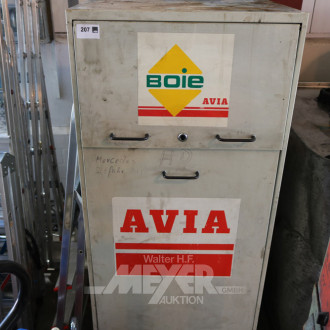 207
BOiE
AVIA
AVIA
Walter H.F.
MEYER
AUKTION